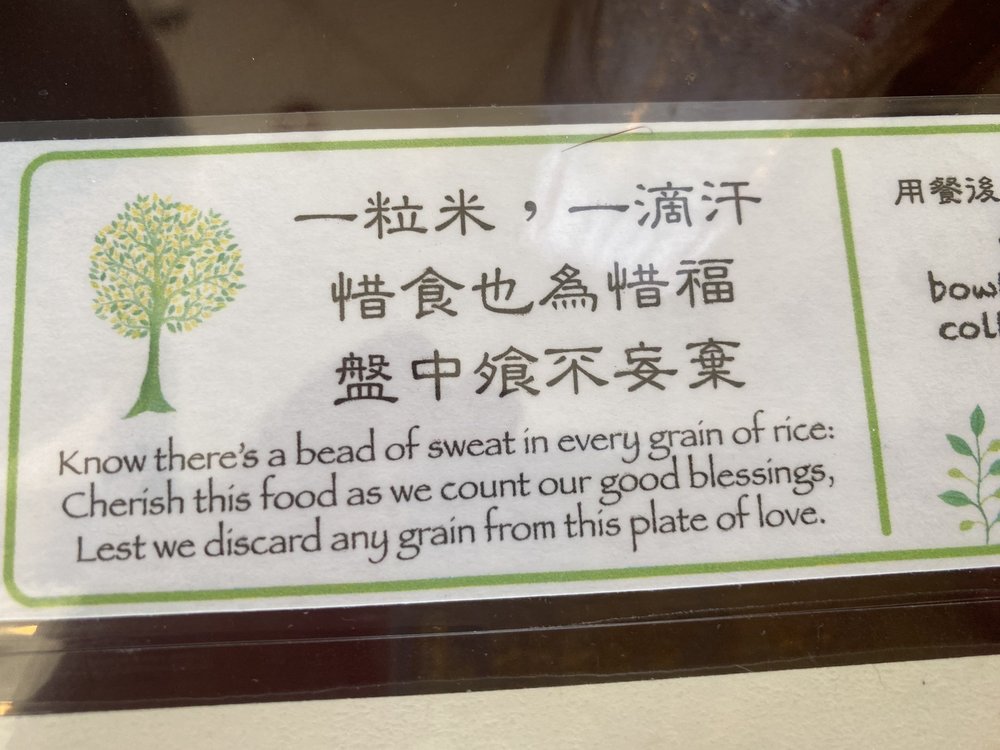 一粒米，一滴汗
惜食也為惜福
盤中飧不妄棄
Know there's a bead of sweat in every grain of rice:
Cherish this food as we count our good blessings,
Lest we discard any grain from this plate of love.
用餐後